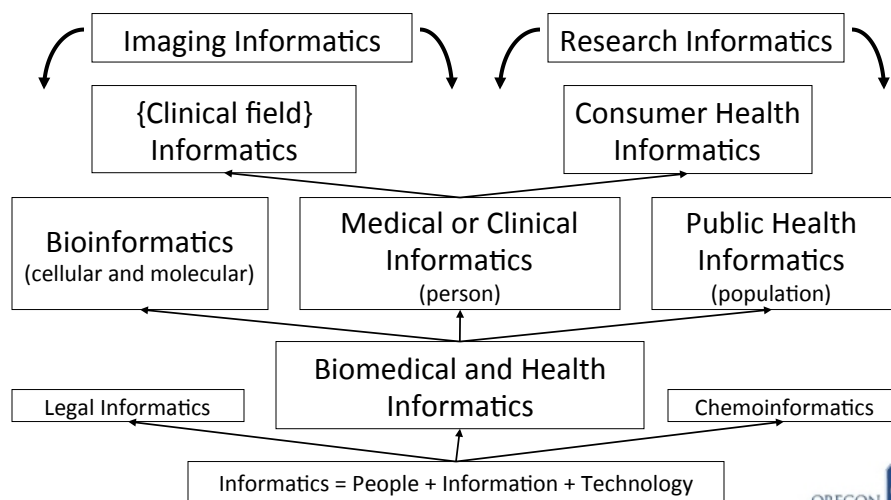 Imaging Informatics
Research Informatics
{Clinical field}
Informatics
Consumer Health
Informatics
Bioinformatics
(cellular and molecular)
Medical or Clinical
Informatics
(person)
Public Health
Informatics
(population)
Biomedical and Health
Informatics
Legal Informatics
Chemoinformatics
Informatics = People + Information + Technology
OREGON